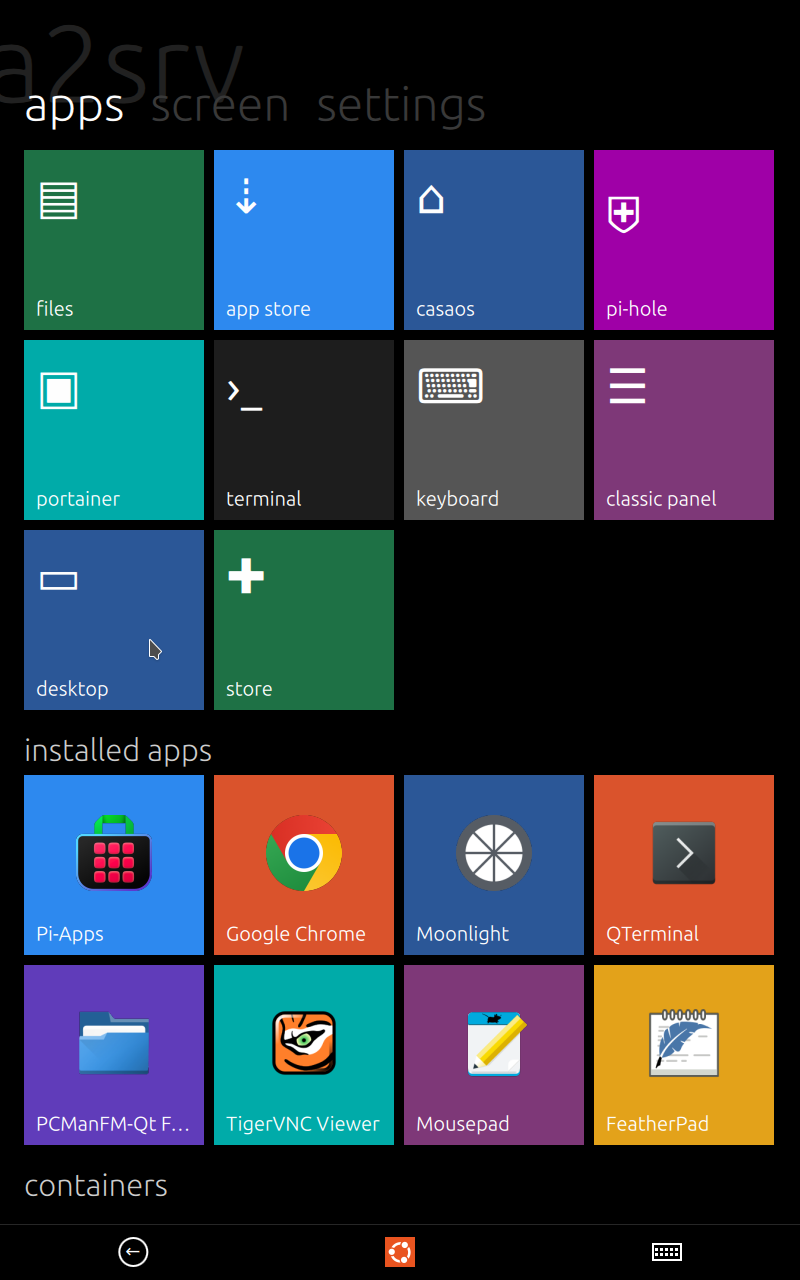 a2srv
apps screen settings
files
app store
casaos
pi-hole
portainer
terminal
keyboard
classic panel
desktop
store
installed apps
Pi-Apps
Google Chrome
Moonlight
QTerminal
PCManFM-Qt F...
TigerVNC Viewer
Mousepad
FeatherPad
containers